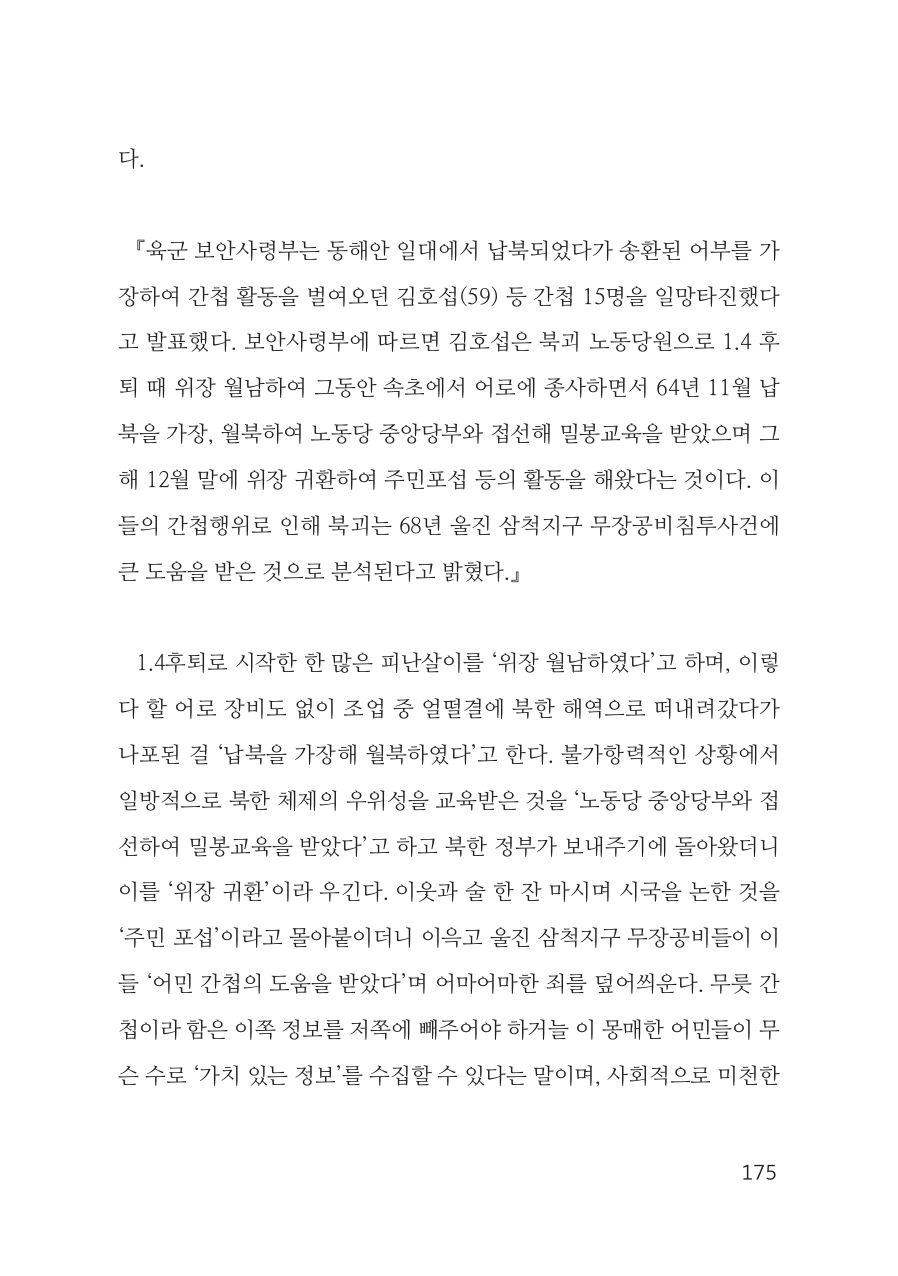 다.
『육군 보안사령부는 동해안 일대에서 납북되었다가 송환된 어부를 가
장하여 간첩 활동을 벌여오던 김호섭(59) 등 간첩 15명을 일망타진했다
고 발표했다. 보안사령부에 따르면 김호섭은 북괴 노동당원으로 1.4 후
퇴 때 위장 월남하여 그동안 속초에서 어로에 종사하면서 64년 11월 납
북을 가장, 월북하여 노동당 중앙당부와 접선해 밀봉교육을 받았으며 그
해 12월 말에 위장 귀환하여 주민포섭 등의 활동을 해왔다는 것이다. 이
들의 간첩행위로 인해 북괴는 68년 울진 삼척지구 무장공비침투사건에
큰 도움을 받은 것으로 분석된다고 밝혔다.』
1.4후퇴로 시작한 한 많은 피난살이를 ‘위장 월남하였다’고 하며, 이렇
다 할 어로 장비도 없이 조업 중 얼떨결에 북한 해역으로 떠내려갔다가
나포된 걸 ‘납북을 가장해 월북하였다’고 한다. 불가항력적인 상황에서
일방적으로 북한 체제의 우위성을 교육받은 것을 ‘노동당 중앙당부와 접
선하여 밀봉교육을 받았다’고 하고 북한 정부가 보내주기에 돌아왔더니
이를 ‘위장 귀환’이라 우긴다. 이웃과 술 한 잔 마시며 시국을 논한 것을
‘주민 포섭’이라고 몰아붙이더니 이윽고 울진 삼척지구 무장공비들이 이
들 ‘어민 간첩의 도움을 받았다’며 어마어마한 죄를 덮어씌운다. 무릇 간
첩이라 함은 이쪽 정보를 저쪽에 빼주어야 하거늘 이 몽매한 어민들이 무
슨 수로 ‘가치 있는 정보’를 수집할 수 있다는 말이며, 사회적으로 미천한
175